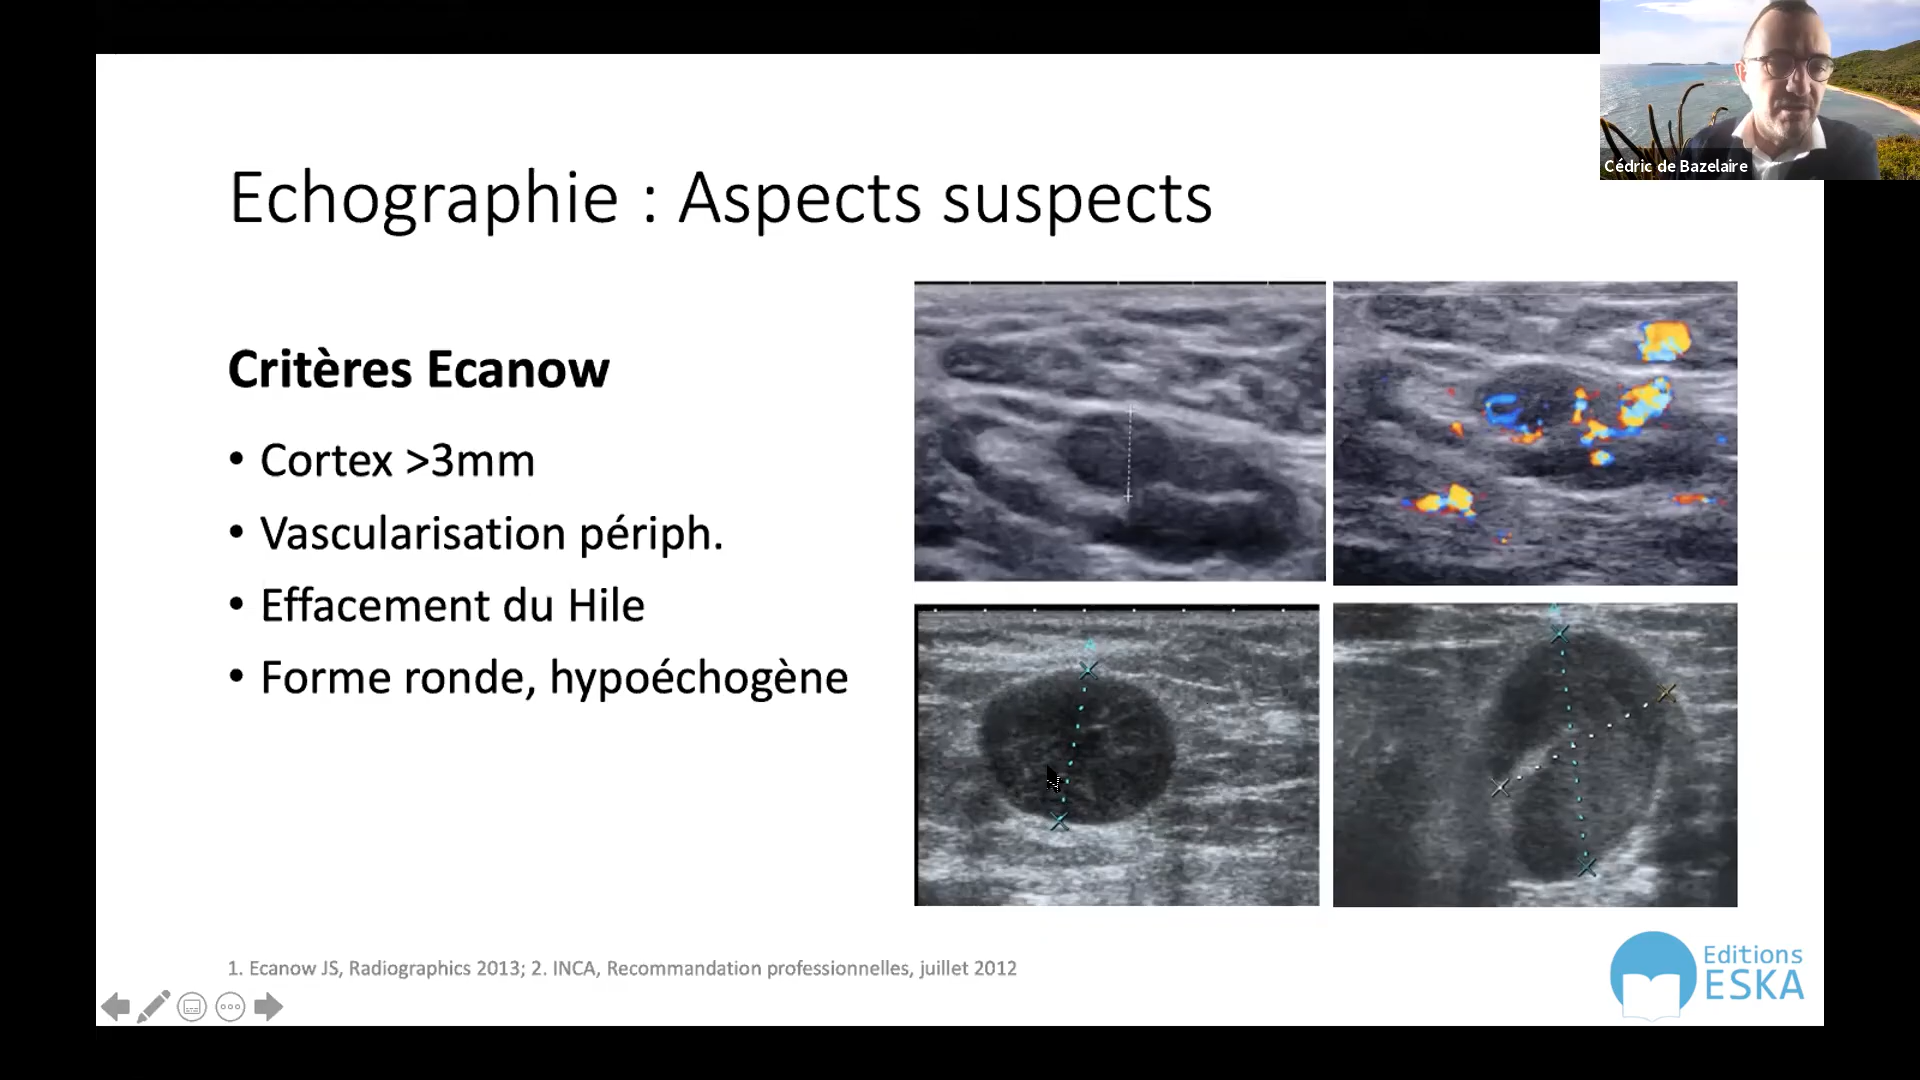 Cédric de Bazelaire
Echographie : Aspects suspects
Critères Ecanow
• Cortex >3mm
• Vascularisation périph.
• Effacement du Hile
• Forme ronde, hypoéchogène
1. Ecanow JS, Radiographics 2013; 2. INCA, Recommandation professionnelles, juillet 2012
Editions
ESKA